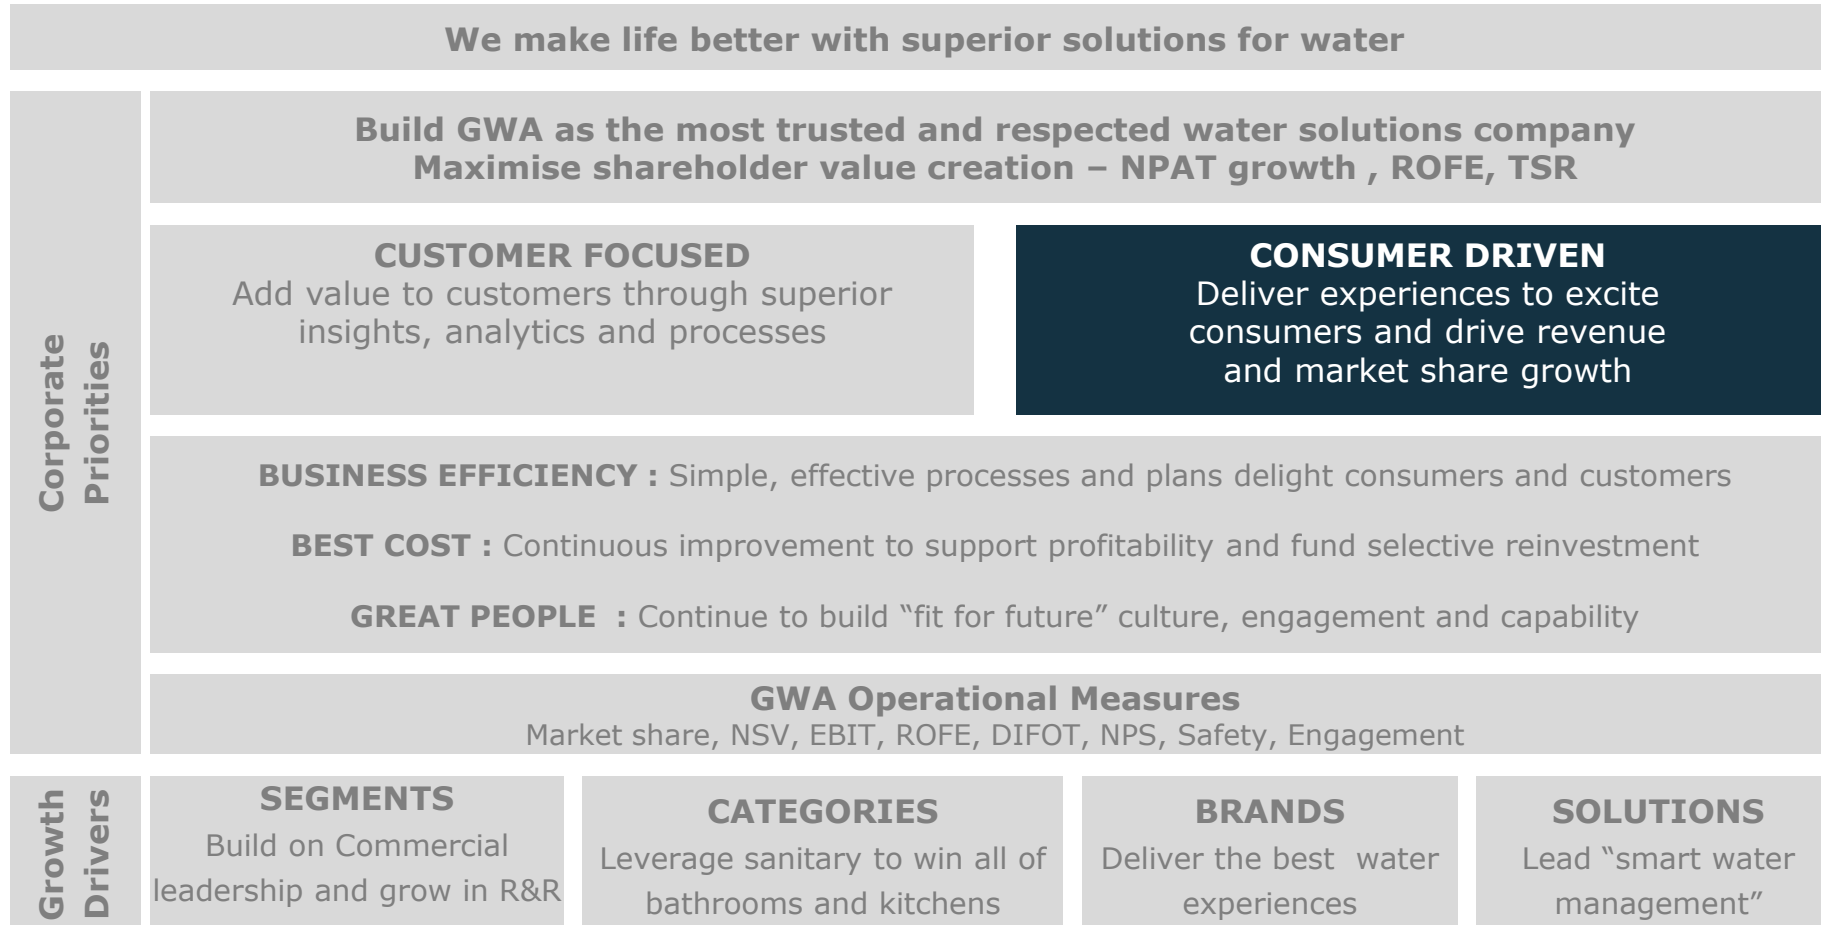 We make life better with superior solutions for water
Corporate
Priorities
Build GWA as the most trusted and respected water solutions company
Maximise shareholder value creation – NPAT growth , ROFE, TSR
CUSTOMER FOCUSED
Add value to customers through superior
insights, analytics and processes
CONSUMER DRIVEN
Deliver experiences to excite
consumers and drive revenue
and market share growth
BUSINESS EFFICIENCY : Simple, effective processes and plans delight consumers and customers
BEST COST : Continuous improvement to support profitability and fund selective reinvestment
GREAT PEOPLE  : Continue to build “fit for future” culture, engagement and capability
GWA Operational Measures
Market share, NSV, EBIT, ROFE, DIFOT, NPS, Safety, Engagement
Growth
Drivers
SEGMENTS
Build on Commercial
leadership and grow in R&R
CATEGORIES
Leverage sanitary to win all of
bathrooms and kitchens
BRANDS
Deliver the best  water
experiences
SOLUTIONS
Lead “smart water
management”